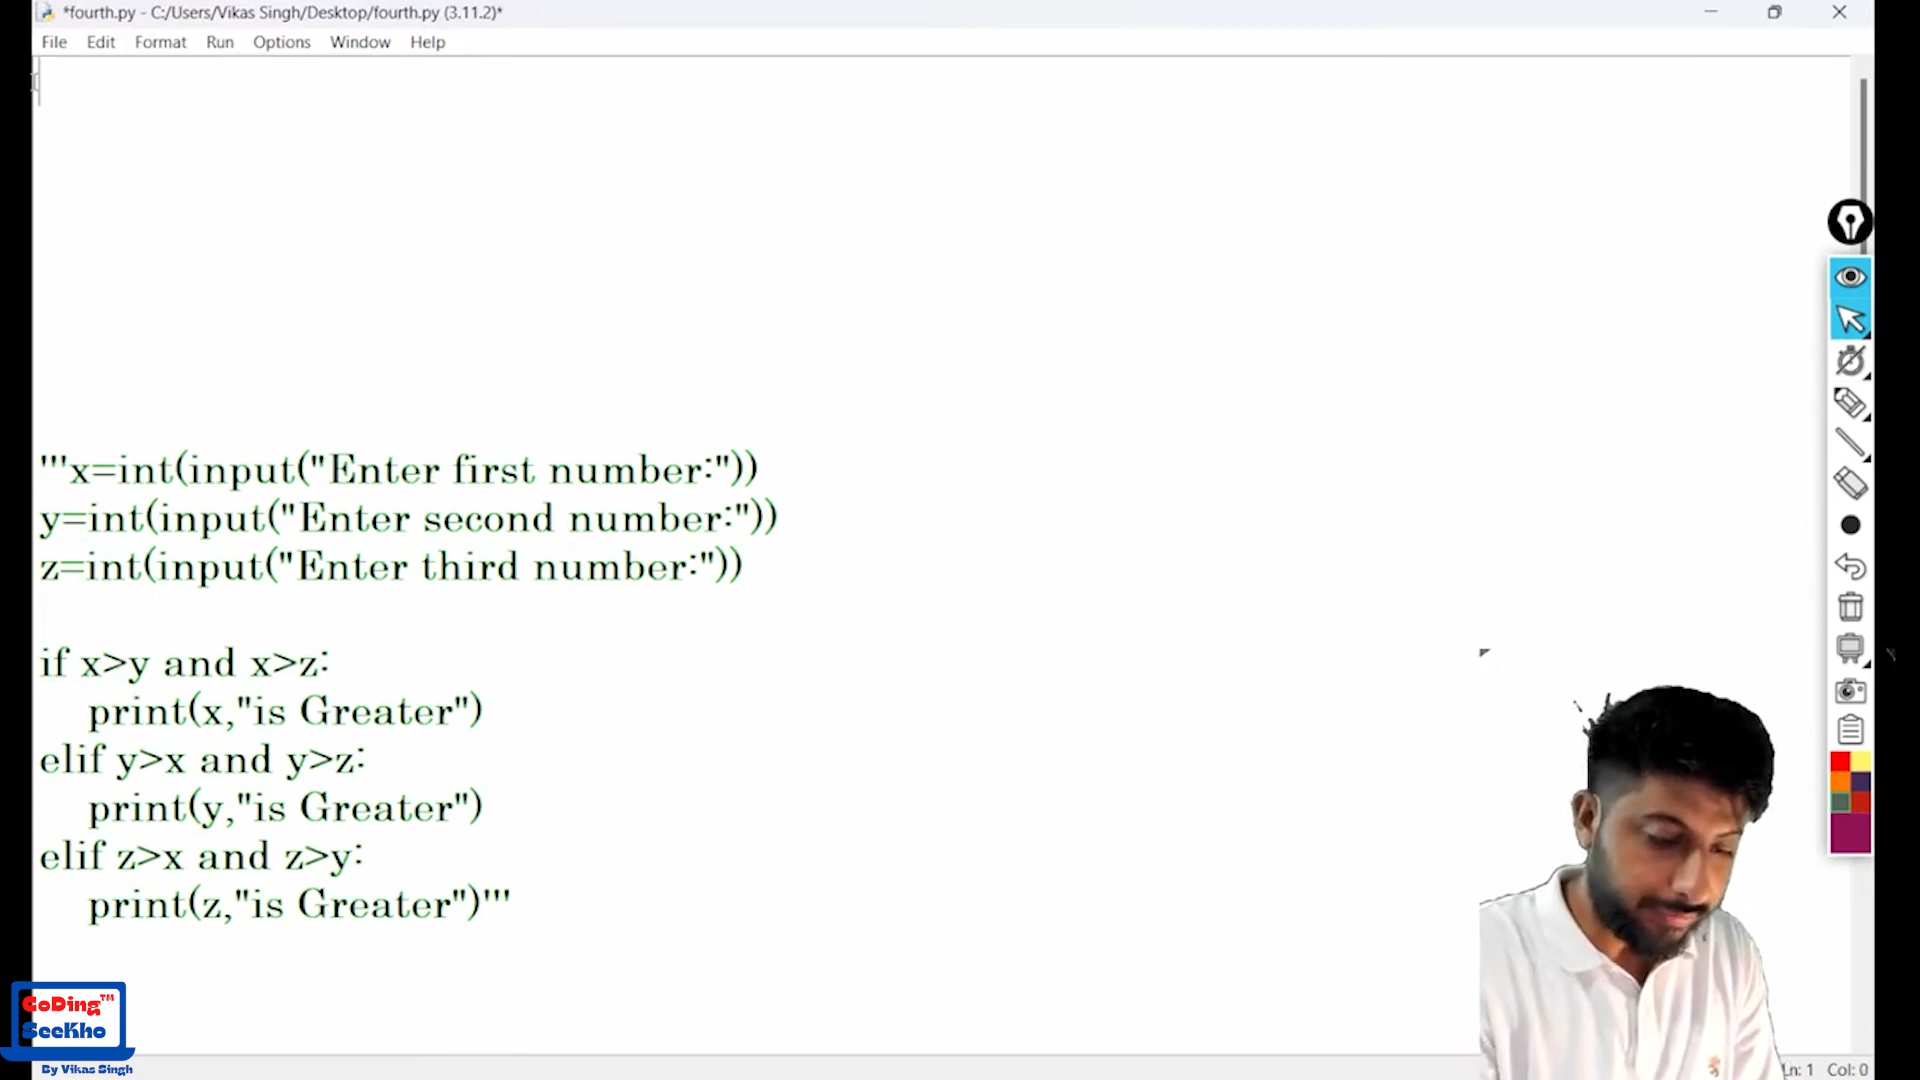 *fourth.py - C:/Users/Vikas Singh/Desktop/fourth.py (3.11.2)*
File Edit Format Run Options Window Help
'''x=int(input("Enter first number:"))
y=int(input("Enter second number:"))
z=int(input("Enter third number:"))
if x>y and x>z:
print(x,"is Greater")
elif y>x and y>z:
print(y,"is Greater")
elif z>x and z>y:
print(z,"is Greater")'''
CoDing™
SeeKho
By Vikas Singh
Ln: 1 Col: 0